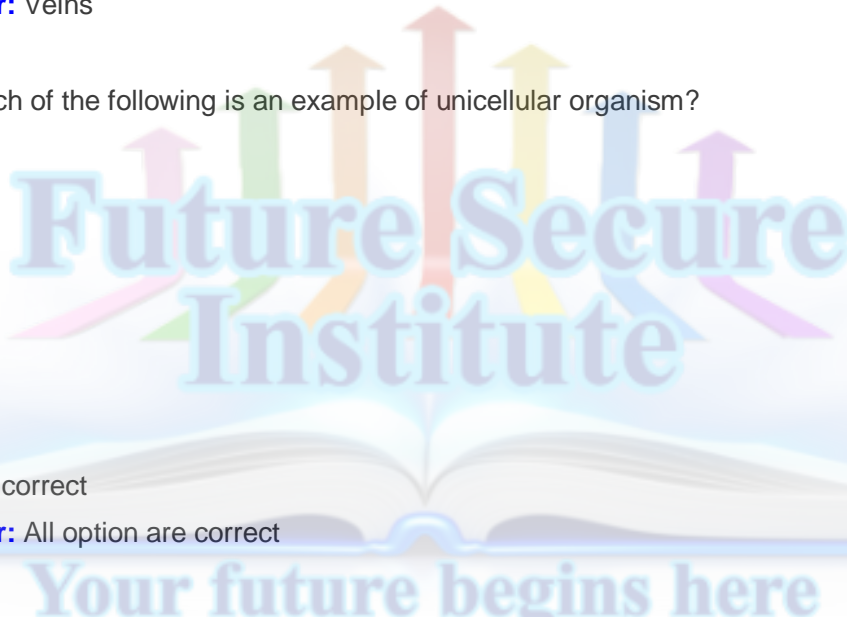 r: Veins
ch of the following is an example of unicellular organism?
Future Secure
Institute
correct
r: All option are correct
Your future begins here